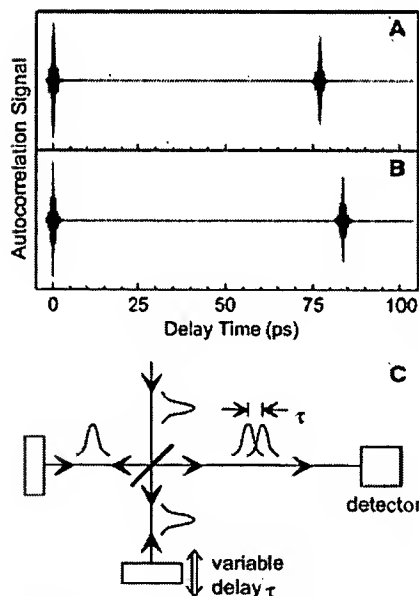 A
B
Autocorrelation Signal
0 25 50 75 100
Delay Time (ps)
C
τ
detector
variable
delay τ